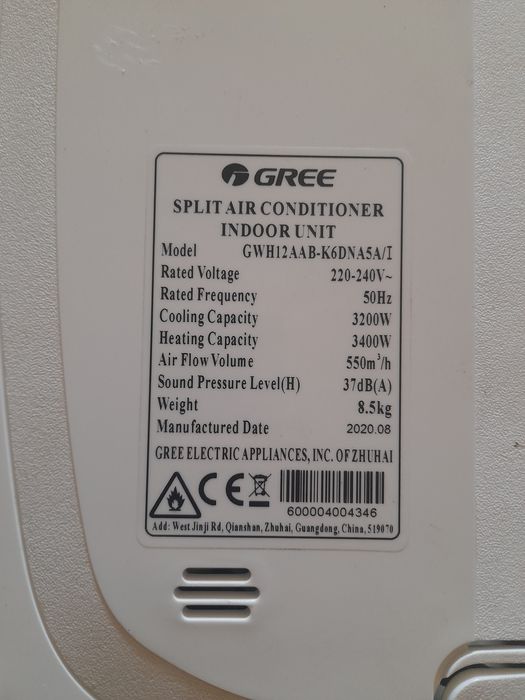 GREE
SPLIT AIR CONDITIONER
INDOOR UNIT
Model GWH12AAB-K6DNA5A/I
Rated Voltage 220-240V~
Rated Frequency 50Hz
Cooling Capacity 3200W
Heating Capacity 3400W
Air Flow Volume 550m³/h
Sound Pressure Level(H) 37dB(A)
Weight 8.5kg
Manufactured Date 2020.08
GREE ELECTRIC APPLIANCES, INC. OF ZHUHAI
CE
600004004346
Add: West Jinji Rd, Qianshan, Zhuhai, Guangdong, China, 519070